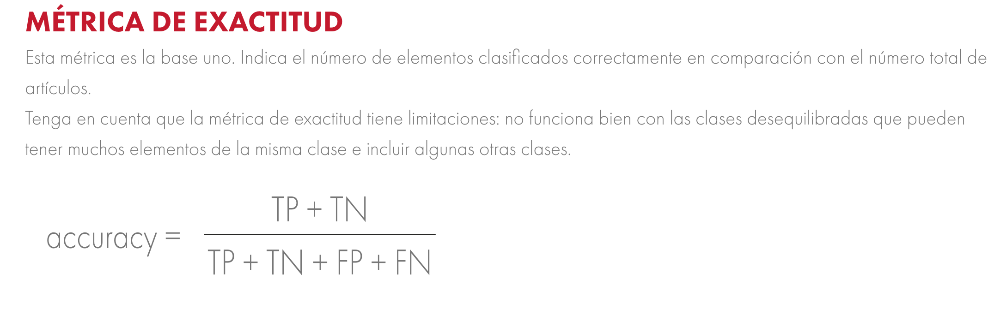 MÉTRICA DE EXACTITUD
Esta métrica es la base uno. Indica el número de elementos clasificados correctamente en comparación con el número total de
artículos.
Tenga en cuenta que la métrica de exactitud tiene limitaciones: no funciona bien con las clases desequilibradas que pueden
tener muchos elementos de la misma clase e incluir algunas otras clases.
TP + TN
accuracy =
TP + TN + FP + FN